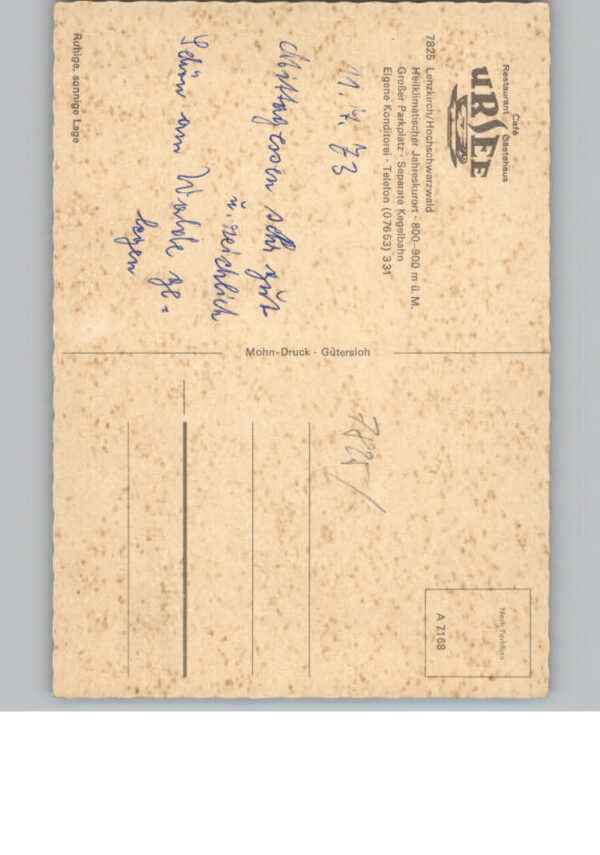 Café
Restaurant Gästehaus
URSEE
7825 Lenzkirch/Hochschwarzwald
Heilklimatischer Jahreskurort · 800–900 m ü. M.
Großer Parkplatz · Separate Kegelbahn
Eigene Konditorei · Telefon (07653) 331
11. 7. 73
Mittagessen sehr gut
u. reichlich
Schön am Walde ge-
legen
Ruhige, sonnige Lage
Mohn-Druck · Gütersloh
7825/
Nach Farbfoto
A 7168